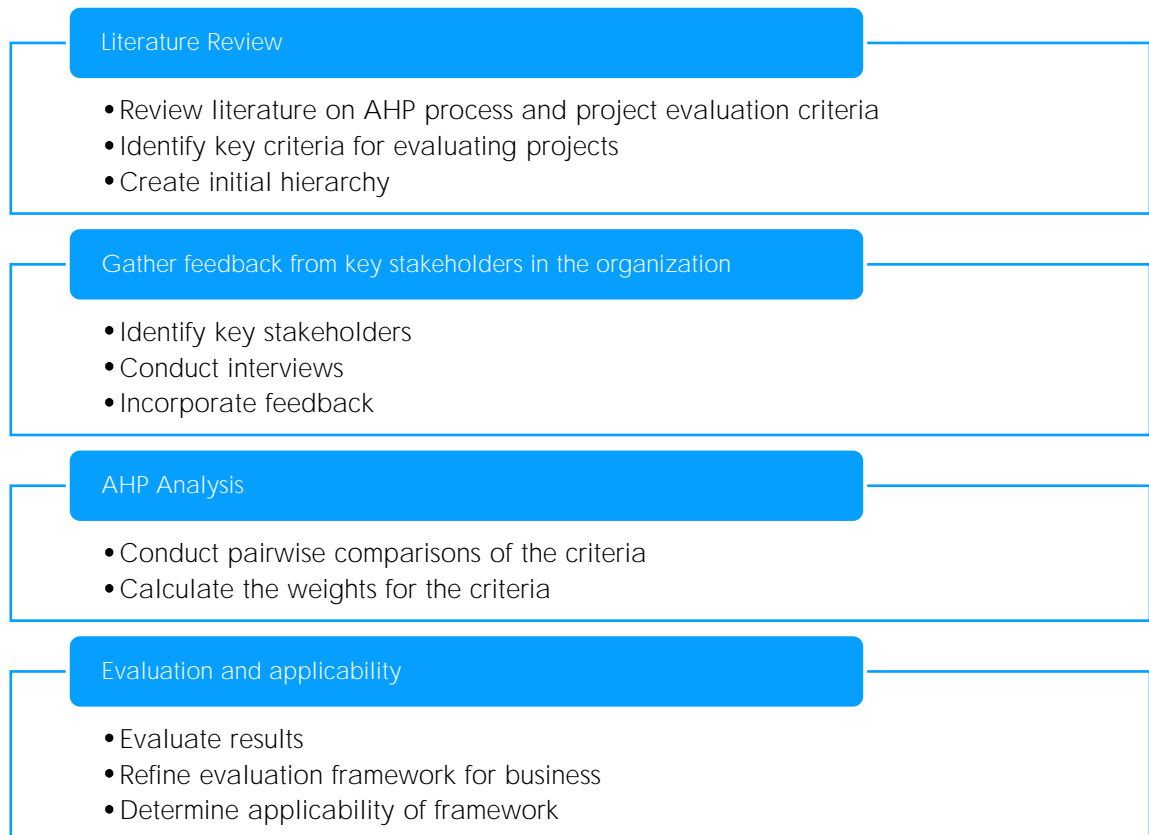 Literature Review
•Review literature on AHP process and project evaluation criteria
•Identify key criteria for evaluating projects
•Create initial hierarchy
Gather feedback from key stakeholders in the organization
•Identify key stakeholders
•Conduct interviews
•Incorporate feedback
AHP Analysis
•Conduct pairwise comparisons of the criteria
•Calculate the weights for the criteria
Evaluation and applicability
•Evaluate results
•Refine evaluation framework for business
•Determine applicability of framework